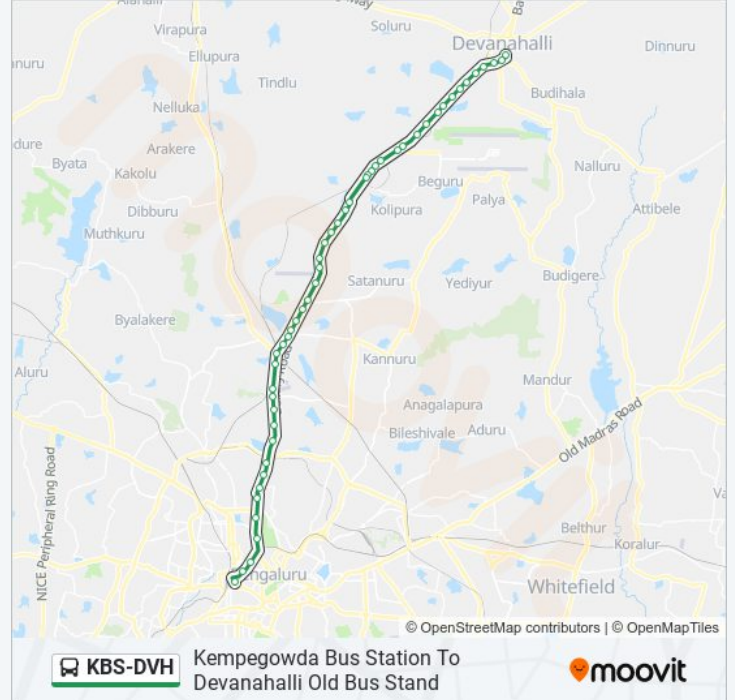 Soluru
Virapura
Devanahalli
Dinnuru
Ellupura
Tindlu
Budihala
Nelluka
Arakere
Byata
Kakolu
Nalluru
Beguru
Palya
Dibburu
Kolipura
Attibele
Muthkuru
Satanuru
Yediyur
Budigere
Byalakere
Kannuru
Aluru
Mandur
Anagalapura
Bileshivale
Aduru
Old Madras Road
NICE Peripheral Ring Road
Belthur
Koralur
ngaluru
Whitefield
© OpenStreetMap contributors | © OpenMapTiles
KBS-DVH
Kempegowda Bus Station To
Devanahalli Old Bus Stand
moovit